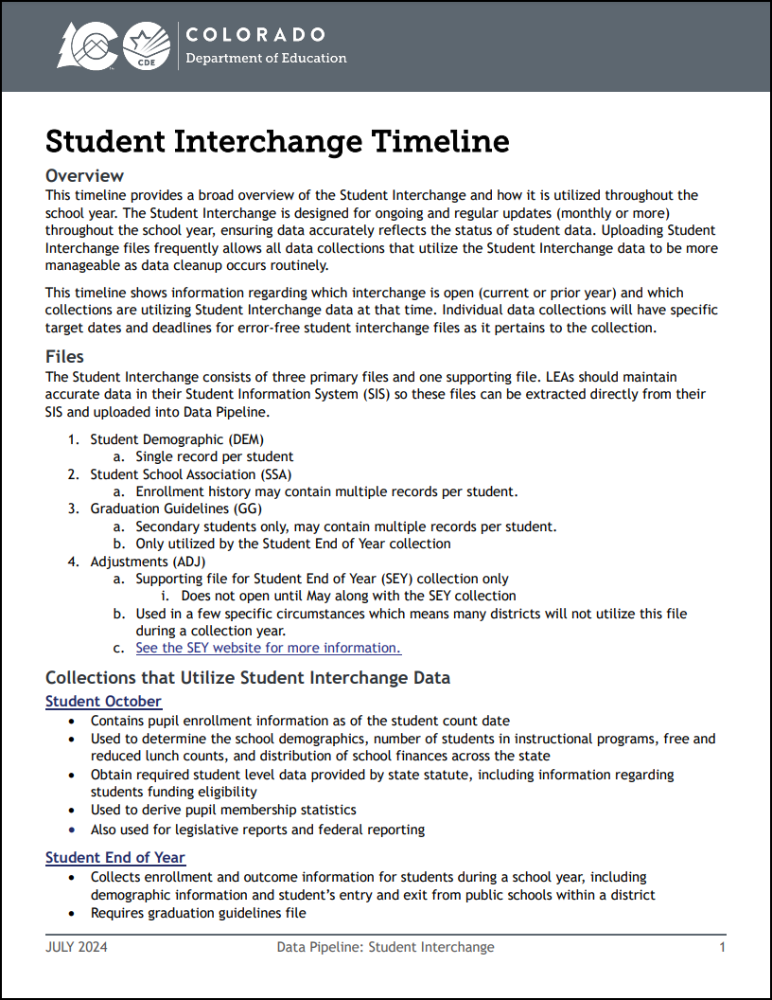 COLORADO
Department of Education
CDE
Student Interchange Timeline
Overview
This timeline provides a broad overview of the Student Interchange and how it is utilized throughout the
school year. The Student Interchange is designed for ongoing and regular updates (monthly or more)
throughout the school year, ensuring data accurately reflects the status of student data. Uploading Student
Interchange files frequently allows all data collections that utilize the Student Interchange data to be more
manageable as data cleanup occurs routinely.
This timeline shows information regarding which interchange is open (current or prior year) and which
collections are utilizing Student Interchange data at that time. Individual data collections will have specific
target dates and deadlines for error-free student interchange files as it pertains to the collection.
Files
The Student Interchange consists of three primary files and one supporting file. LEAs should maintain
accurate data in their Student Information System (SIS) so these files can be extracted directly from their
SIS and uploaded into Data Pipeline.
1. Student Demographic (DEM)
a. Single record per student
2. Student School Association (SSA)
a. Enrollment history may contain multiple records per student.
3. Graduation Guidelines (GG)
a. Secondary students only, may contain multiple records per student.
b. Only utilized by the Student End of Year collection
4. Adjustments (ADJ)
a. Supporting file for Student End of Year (SEY) collection only
i. Does not open until May along with the SEY collection
b. Used in a few specific circumstances which means many districts will not utilize this file
during a collection year.
c. See the SEY website for more information.
Collections that Utilize Student Interchange Data
Student October
• Contains pupil enrollment information as of the student count date
• Used to determine the school demographics, number of students in instructional programs, free and
reduced lunch counts, and distribution of school finances across the state
• Obtain required student level data provided by state statute, including information regarding
students funding eligibility
• Used to derive pupil membership statistics
• Also used for legislative reports and federal reporting
Student End of Year
• Collects enrollment and outcome information for students during a school year, including
demographic information and student’s entry and exit from public schools within a district
• Requires graduation guidelines file
JULY 2024 Data Pipeline: Student Interchange 1